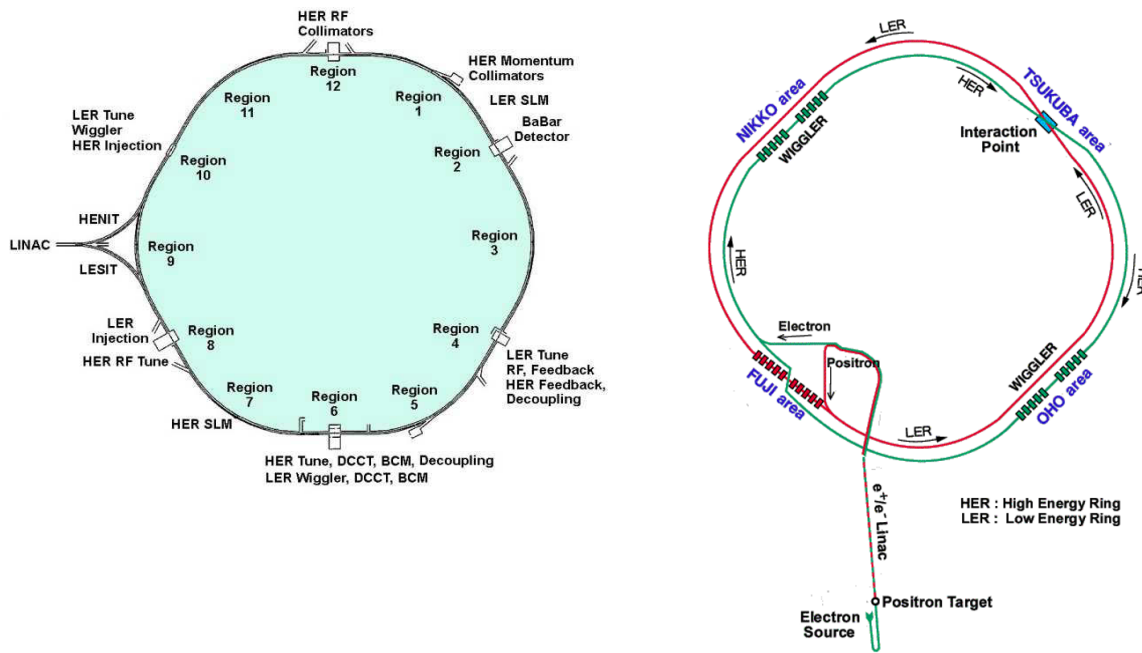 HER RF
Collimators
HER Momentum
Collimators
Region
12
Region
1
LER SLM
BaBar
Detector
Region
11
LER Tune
Wiggler
HER Injection
Region
2
Region
10
HENIT
LINAC
LESIT
Region
9
Region
3
LER
Injection
Region
8
HER RF Tune
Region
4
LER Tune
RF, Feedback
HER Feedback,
Decoupling
Region
7
Region
6
Region
5
HER SLM
HER Tune, DCCT, BCM, Decoupling
LER Wiggler, DCCT, BCM
LER
HER
NIKKO area
WIGGLER
TSUKUBA area
Interaction
Point
LER
HER
HER
Electron
Positron
FUJI area
WIGGLER
OHO area
LER
e+/e- Linac
HER : High Energy Ring
LER : Low Energy Ring
Positron Target
Electron
Source